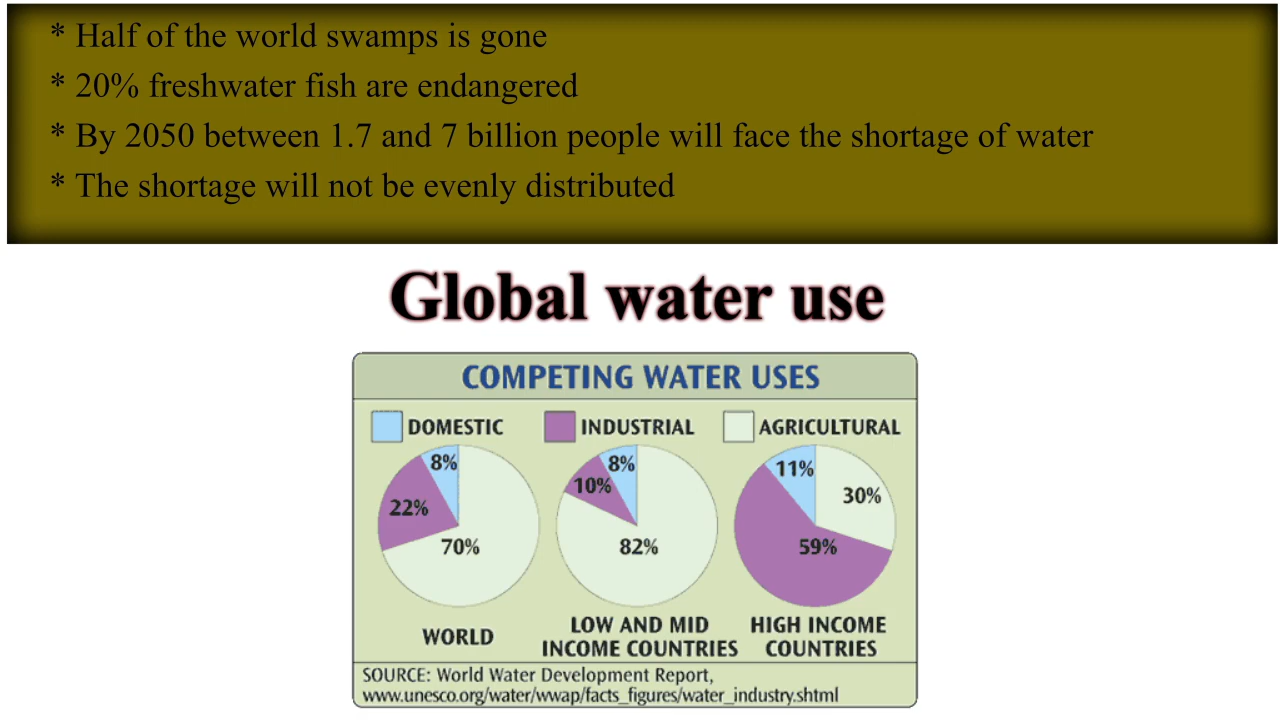 * Half of the world swamps is gone
* 20% freshwater fish are endangered
* By 2050 between 1.7 and 7 billion people will face the shortage of water
* The shortage will not be evenly distributed
Global water use
COMPETING WATER USES
DOMESTIC INDUSTRIAL AGRICULTURAL
8% 22% 70%
8% 10% 82%
11% 30% 59%
WORLD
LOW AND MID
INCOME COUNTRIES
HIGH INCOME
COUNTRIES
SOURCE: World Water Development Report,
www.unesco.org/water/wwap/facts_figures/water_industry.shtml